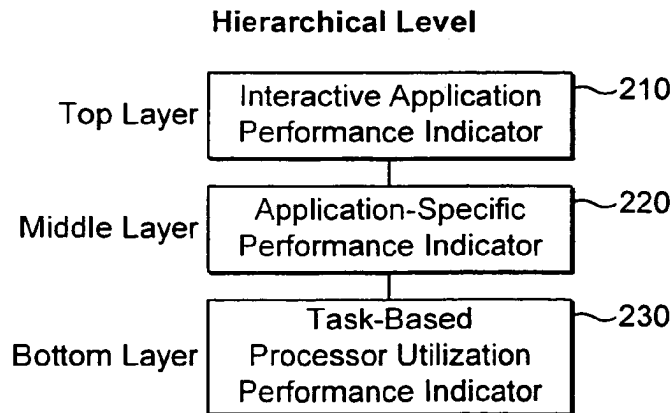 Hierarchical Level
Top Layer
Interactive Application
Performance Indicator
210
Middle Layer
Application-Specific
Performance Indicator
220
Bottom Layer
Task-Based
Processor Utilization
Performance Indicator
230